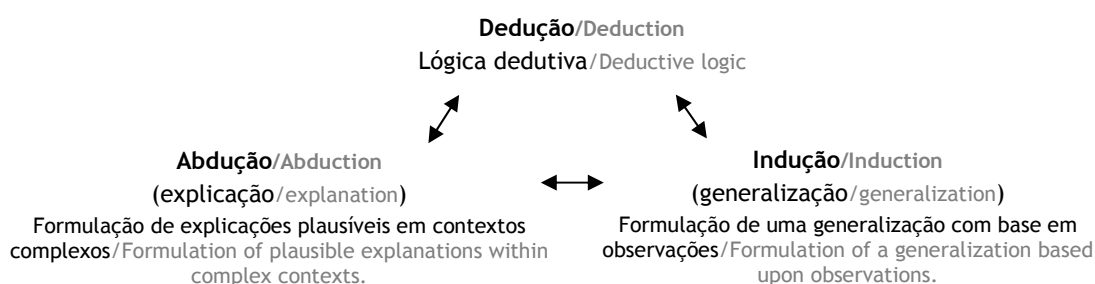 Dedução/Deduction
Lógica dedutiva/Deductive logic
Abdução/Abduction
(explicação/explanation)
Formulação de explicações plausíveis em contextos
complexos/Formulation of plausible explanations within
complex contexts.
Indução/Induction
(generalização/generalization)
Formulação de uma generalização com base em
observações/Formulation of a generalization based
upon observations.